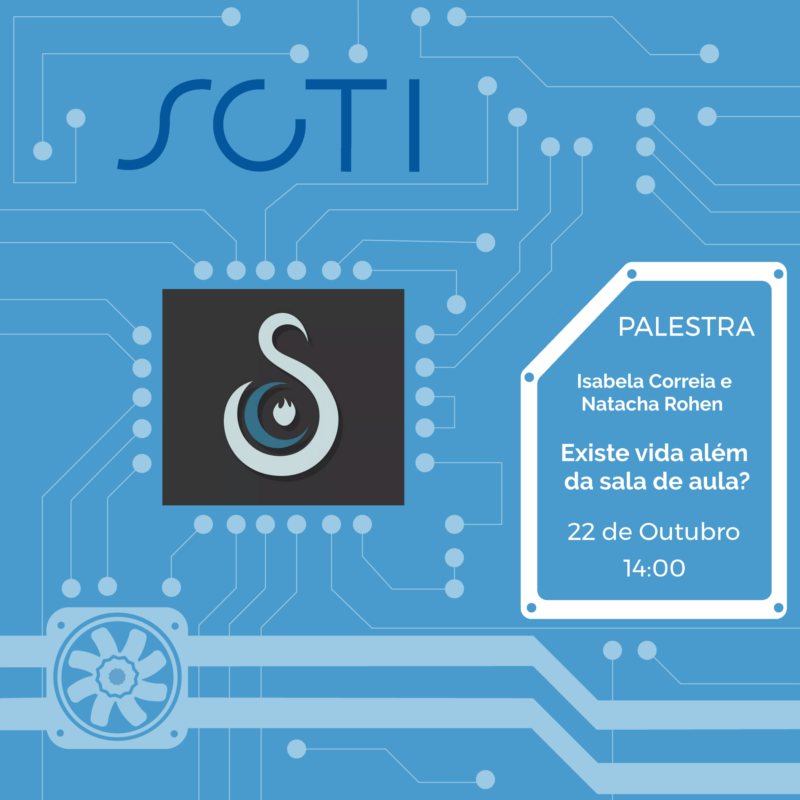 SCTI
PALESTRA
Isabela Correia e
Natacha Rohen
Existe vida além
da sala de aula?
22 de Outubro
14:00